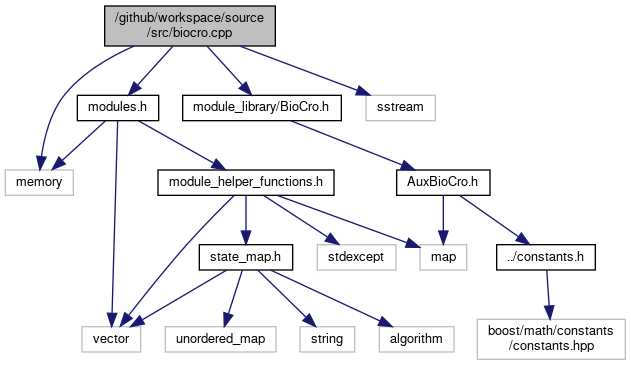 /github/workspace/source
/src/biocro.cpp
modules.h
module_library/BioCro.h
sstream
memory
module_helper_functions.h
AuxBioCro.h
state_map.h
stdexcept
map
../constants.h
vector
unordered_map
string
algorithm
boost/math/constants
/constants.hpp